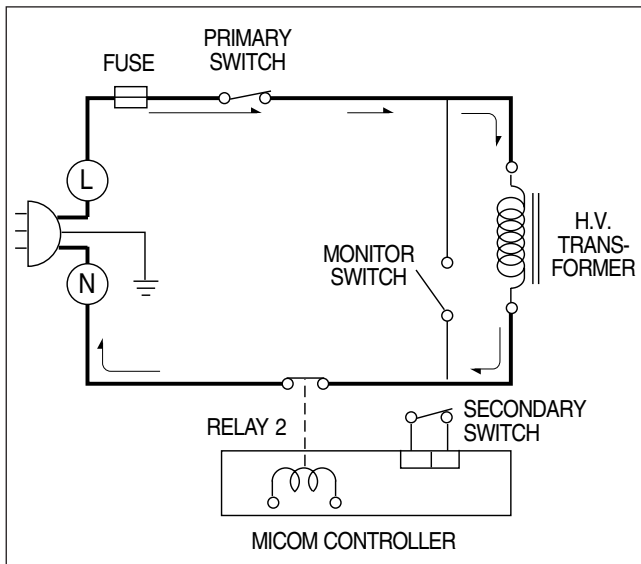 PRIMARY
SWITCH
FUSE
L
H.V.
TRANS-
FORMER
MONITOR
SWITCH
N
SECONDARY
SWITCH
RELAY 2
MICOM CONTROLLER